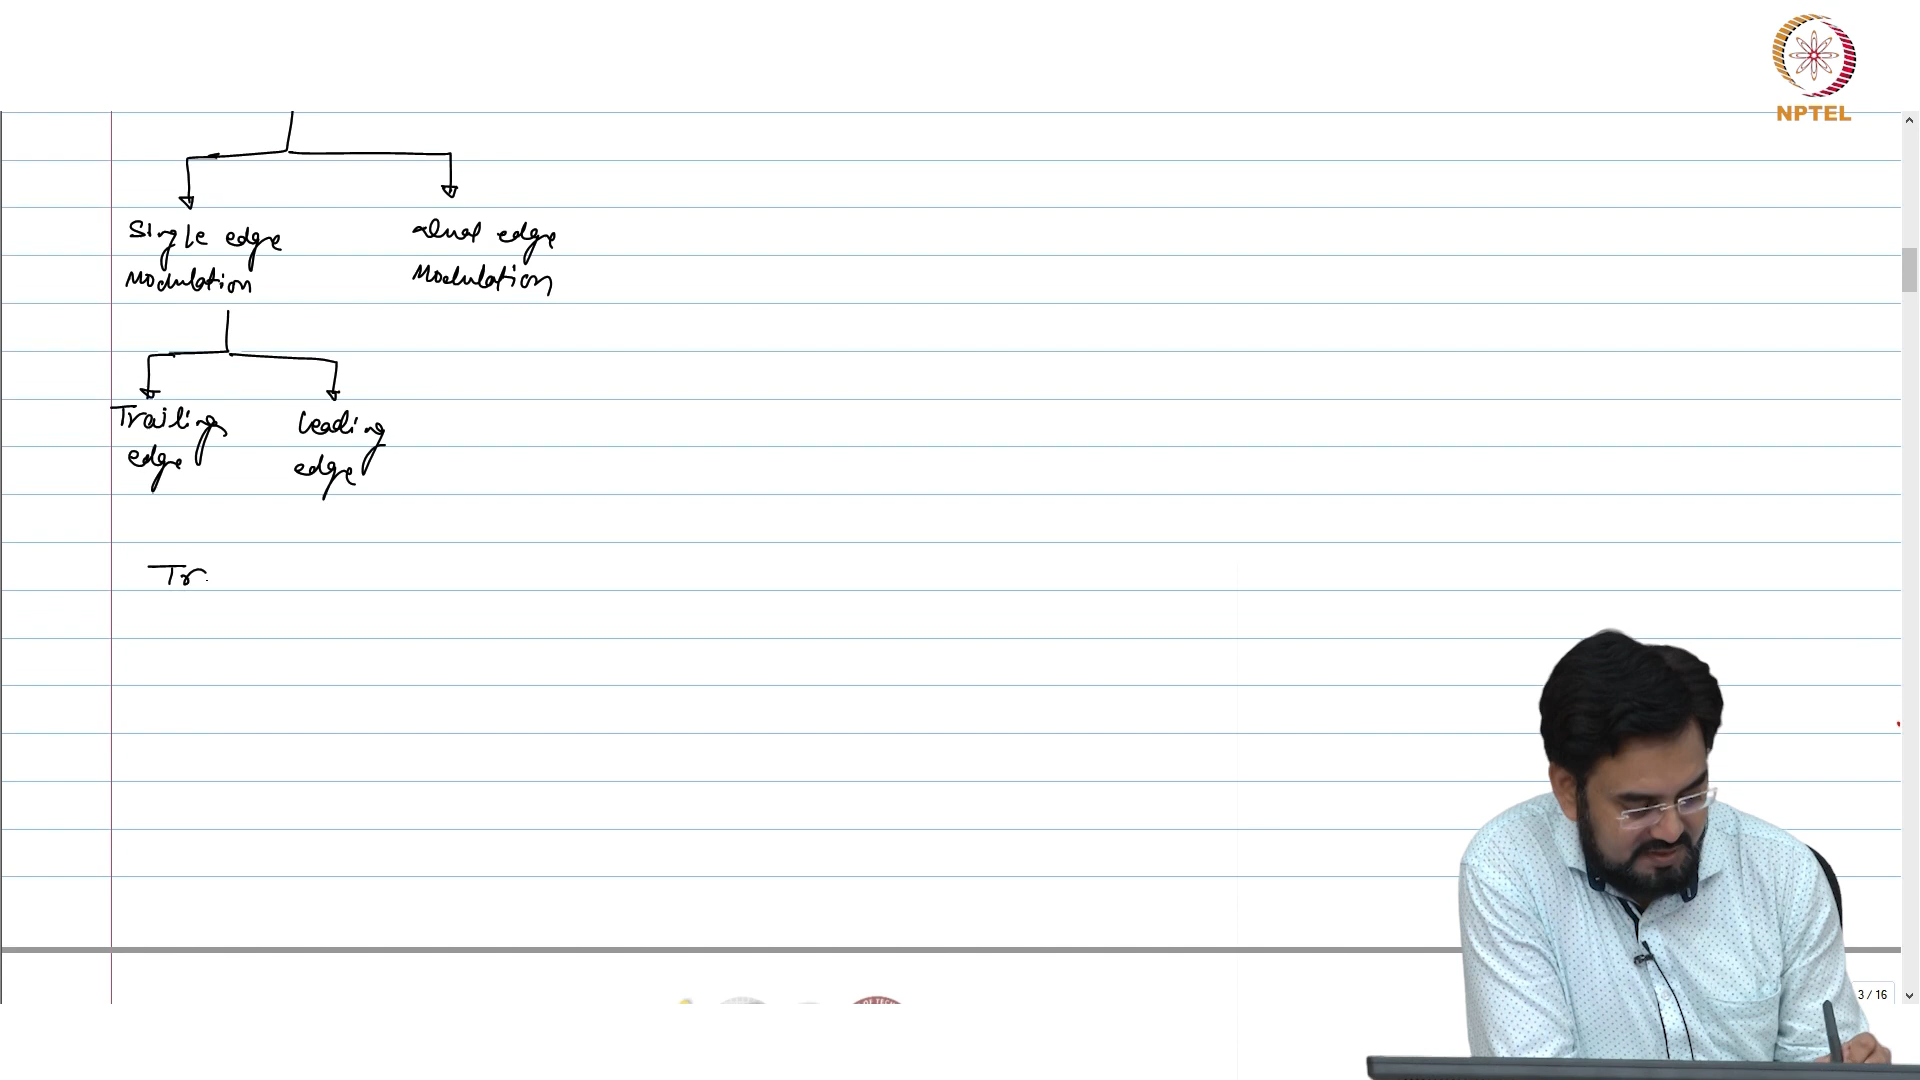 NPTEL
Single edge
Modulation
dual edge
Modulation
Trailing
edge
leading
edge
Tr
3 / 16